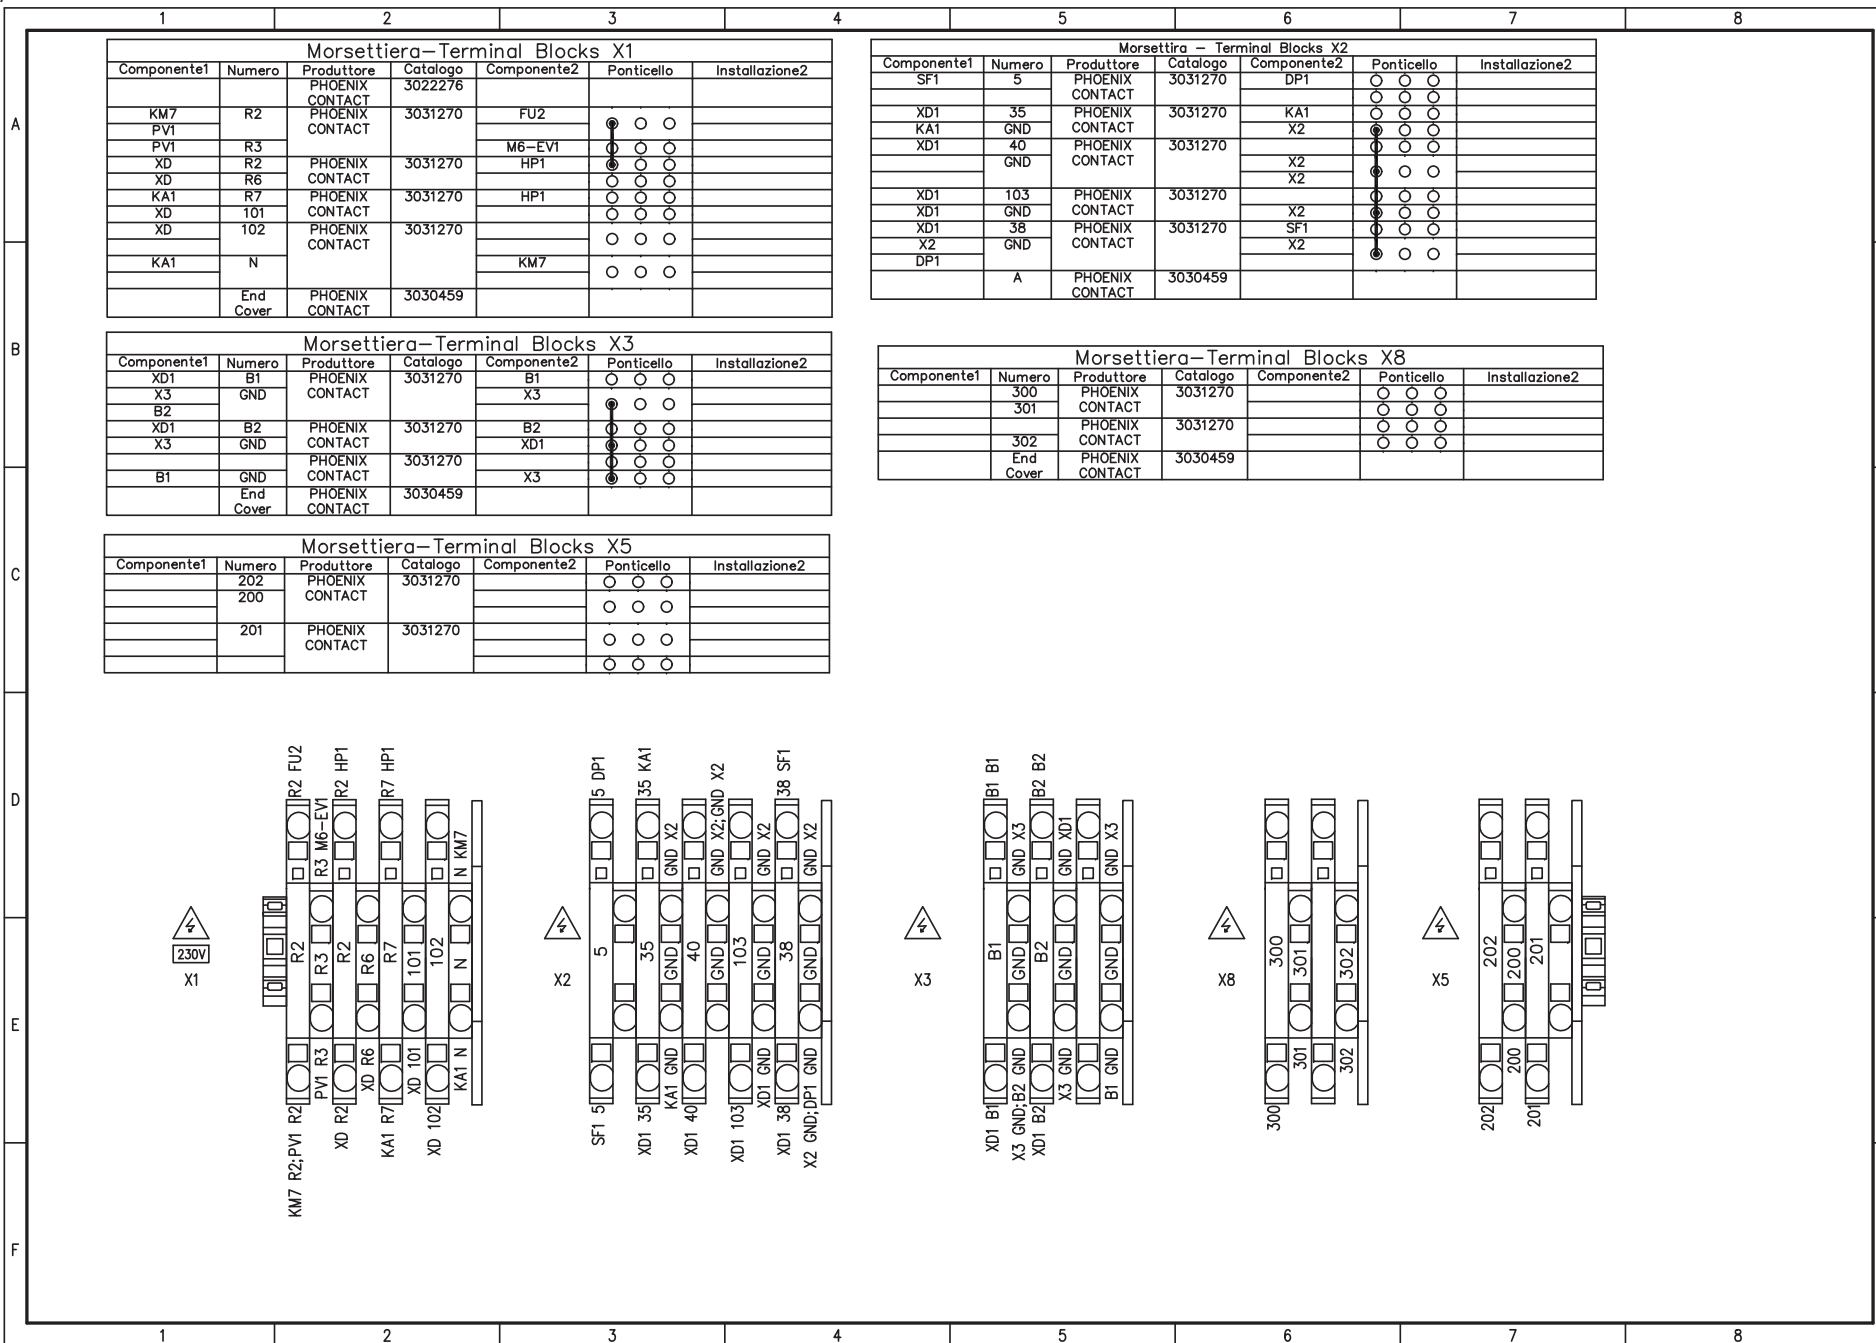 1 2 3 4 5 6 7 8
A
B
C
D
E
F
Morsettiera-Terminal Blocks X1
Componente1 Numero Produttore Catalogo Componente2 Ponticello Installazione2
PHOENIX CONTACT 3022276
KM7 R2 PHOENIX CONTACT 3031270 FU2
PV1
PV1 R3 M6-EV1
XD R2 PHOENIX CONTACT 3031270 HP1
XD R6
KA1 R7 PHOENIX CONTACT 3031270 HP1
XD 101
XD 102 PHOENIX CONTACT 3031270
KA1 N KM7
End Cover PHOENIX CONTACT 3030459
Morsettira - Terminal Blocks X2
Componente1 Numero Produttore Catalogo Componente2 Ponticello Installazione2
SF1 5 PHOENIX CONTACT 3031270 DP1
XD1 35 PHOENIX CONTACT 3031270 KA1
KA1 GND X2
XD1 40 PHOENIX CONTACT 3031270
GND X2
X2
XD1 103 PHOENIX CONTACT 3031270
XD1 GND X2
XD1 38 PHOENIX CONTACT 3031270 SF1
X2 GND X2
DP1
A PHOENIX CONTACT 3030459
Morsettiera-Terminal Blocks X3
Componente1 Numero Produttore Catalogo Componente2 Ponticello Installazione2
XD1 B1 PHOENIX CONTACT 3031270 B1
X3 GND X3
B2
XD1 B2 PHOENIX CONTACT 3031270 B2
X3 GND XD1
PHOENIX CONTACT 3031270
B1 GND X3
End Cover PHOENIX CONTACT 3030459
Morsettiera-Terminal Blocks X8
Componente1 Numero Produttore Catalogo Componente2 Ponticello Installazione2
300 PHOENIX CONTACT 3031270
301
PHOENIX CONTACT 3031270
302
End Cover PHOENIX CONTACT 3030459
Morsettiera-Terminal Blocks X5
Componente1 Numero Produttore Catalogo Componente2 Ponticello Installazione2
202 PHOENIX CONTACT 3031270
200
201 PHOENIX CONTACT 3031270
230V
X1
R2 FU2
R3 M6-EV1
R2 HP1
R7 HP1
N KM7
R2
R3
R2
R6
R7
101
102
N
KM7 R2;PV1 R2
PV1 R3
XD R2
XD R6
KA1 R7
XD 101
XD 102
KA1 N
X2
5 DP1
35 KA1
GND X2
GND X2;GND X2
GND X2
38 SF1
GND X2
5
35
GND
40
GND
103
GND
38
GND
SF1 5
XD1 35
KA1 GND
XD1 40
XD1 103
XD1 GND
XD1 38
X2 GND;DP1 GND
X3
B1 B1
GND X3
B2 B2
GND XD1
GND X3
B1
GND
B2
GND
GND
XD1 B1
X3 GND;B2 GND
XD1 B2
X3 GND
B1 GND
X8
300
301
302
300
301
302
X5
202
200
201
202
200
201
1 2 3 4 5 6 7 8